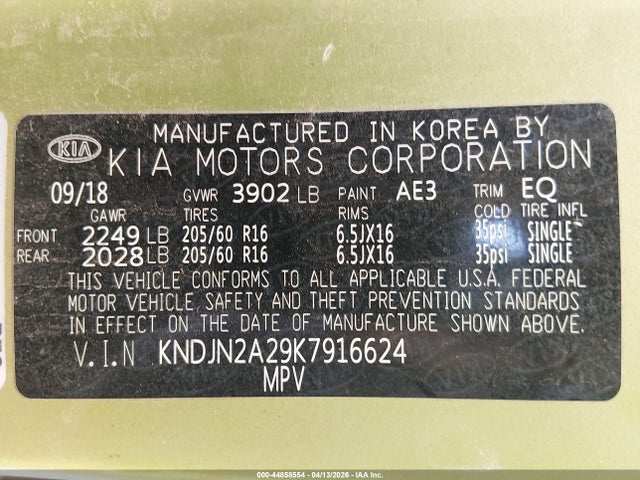 MANUFACTURED IN KOREA BY
KIA KIA MOTORS CORPORATION
09/18 GVWR 3902 LB PAINT AE3 TRIM EQ
GAWR TIRES RIMS COLD TIRE INFL
FRONT 2249 LB 205/60 R16 6.5JX16 35psi SINGLE
REAR 2028 LB 205/60 R16 6.5JX16 35psi SINGLE
THIS VEHICLE CONFORMS TO ALL APPLICABLE U.S.A. FEDERAL
MOTOR VEHICLE SAFETY AND THEFT PREVENTION STANDARDS
IN EFFECT ON THE DATE OF MANUFACTURE SHOWN ABOVE.
V.I.N KNDJN2A29K7916624
MPV
000-44858554 | 04/13/2026 | IAA Inc.